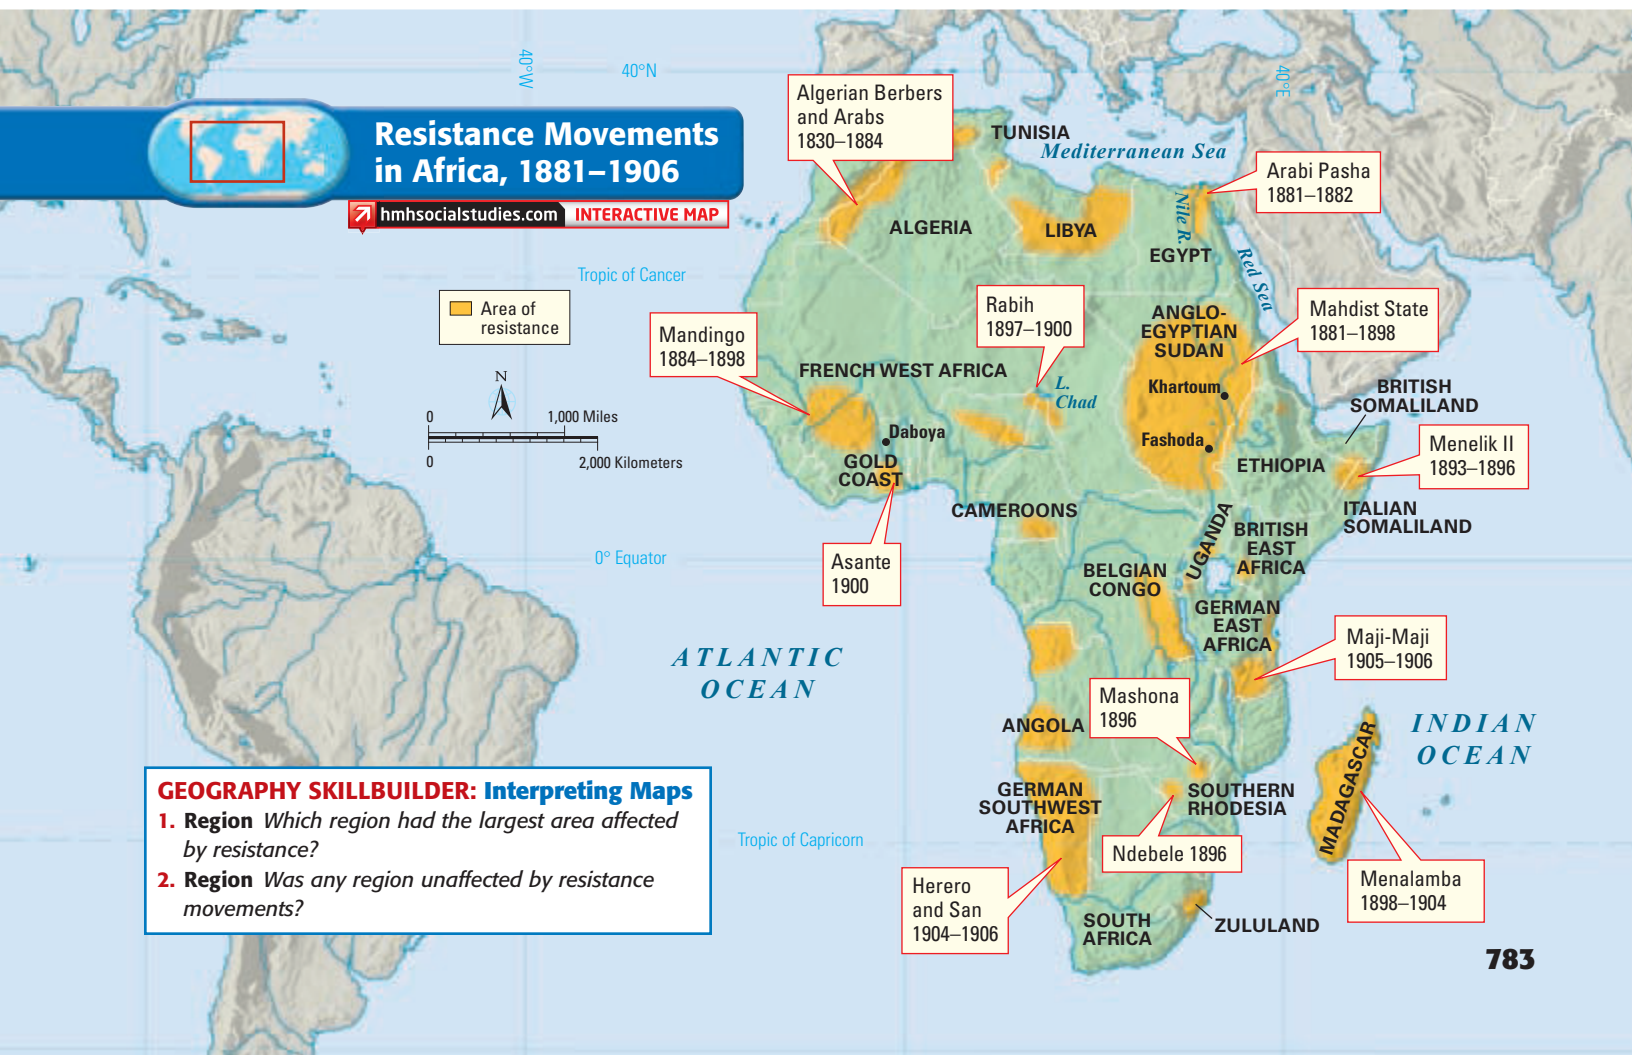 40°W
40°N
40°E
Resistance Movements
in Africa, 1881–1906
hmhsocialstudies.com INTERACTIVE MAP
Algerian Berbers
and Arabs
1830–1884
TUNISIA
Mediterranean Sea
Arabi Pasha
1881–1882
ALGERIA
LIBYA
Nile R.
EGYPT
Red Sea
Tropic of Cancer
Area of
resistance
Mandingo
1884–1898
Rabih
1897–1900
ANGLO-
EGYPTIAN
SUDAN
Mahdist State
1881–1898
FRENCH WEST AFRICA
L.
Chad
Khartoum
BRITISH
SOMALILAND
N
0 1,000 Miles
0 2,000 Kilometers
Daboya
Fashoda
GOLD
COAST
ETHIOPIA
Menelik II
1893–1896
CAMEROONS
ITALIAN
SOMALILAND
UGANDA
BRITISH
EAST
AFRICA
0° Equator
Asante
1900
BELGIAN
CONGO
GERMAN
EAST
AFRICA
ATLANTIC
OCEAN
Maji-Maji
1905–1906
Mashona
1896
ANGOLA
INDIAN
OCEAN
MADAGASCAR
GERMAN
SOUTHWEST
AFRICA
SOUTHERN
RHODESIA
Tropic of Capricorn
Ndebele 1896
Herero
and San
1904–1906
Menalamba
1898–1904
SOUTH
AFRICA
ZULULAND
GEOGRAPHY SKILLBUILDER: Interpreting Maps
1. Region Which region had the largest area affected
by resistance?
2. Region Was any region unaffected by resistance
movements?
783